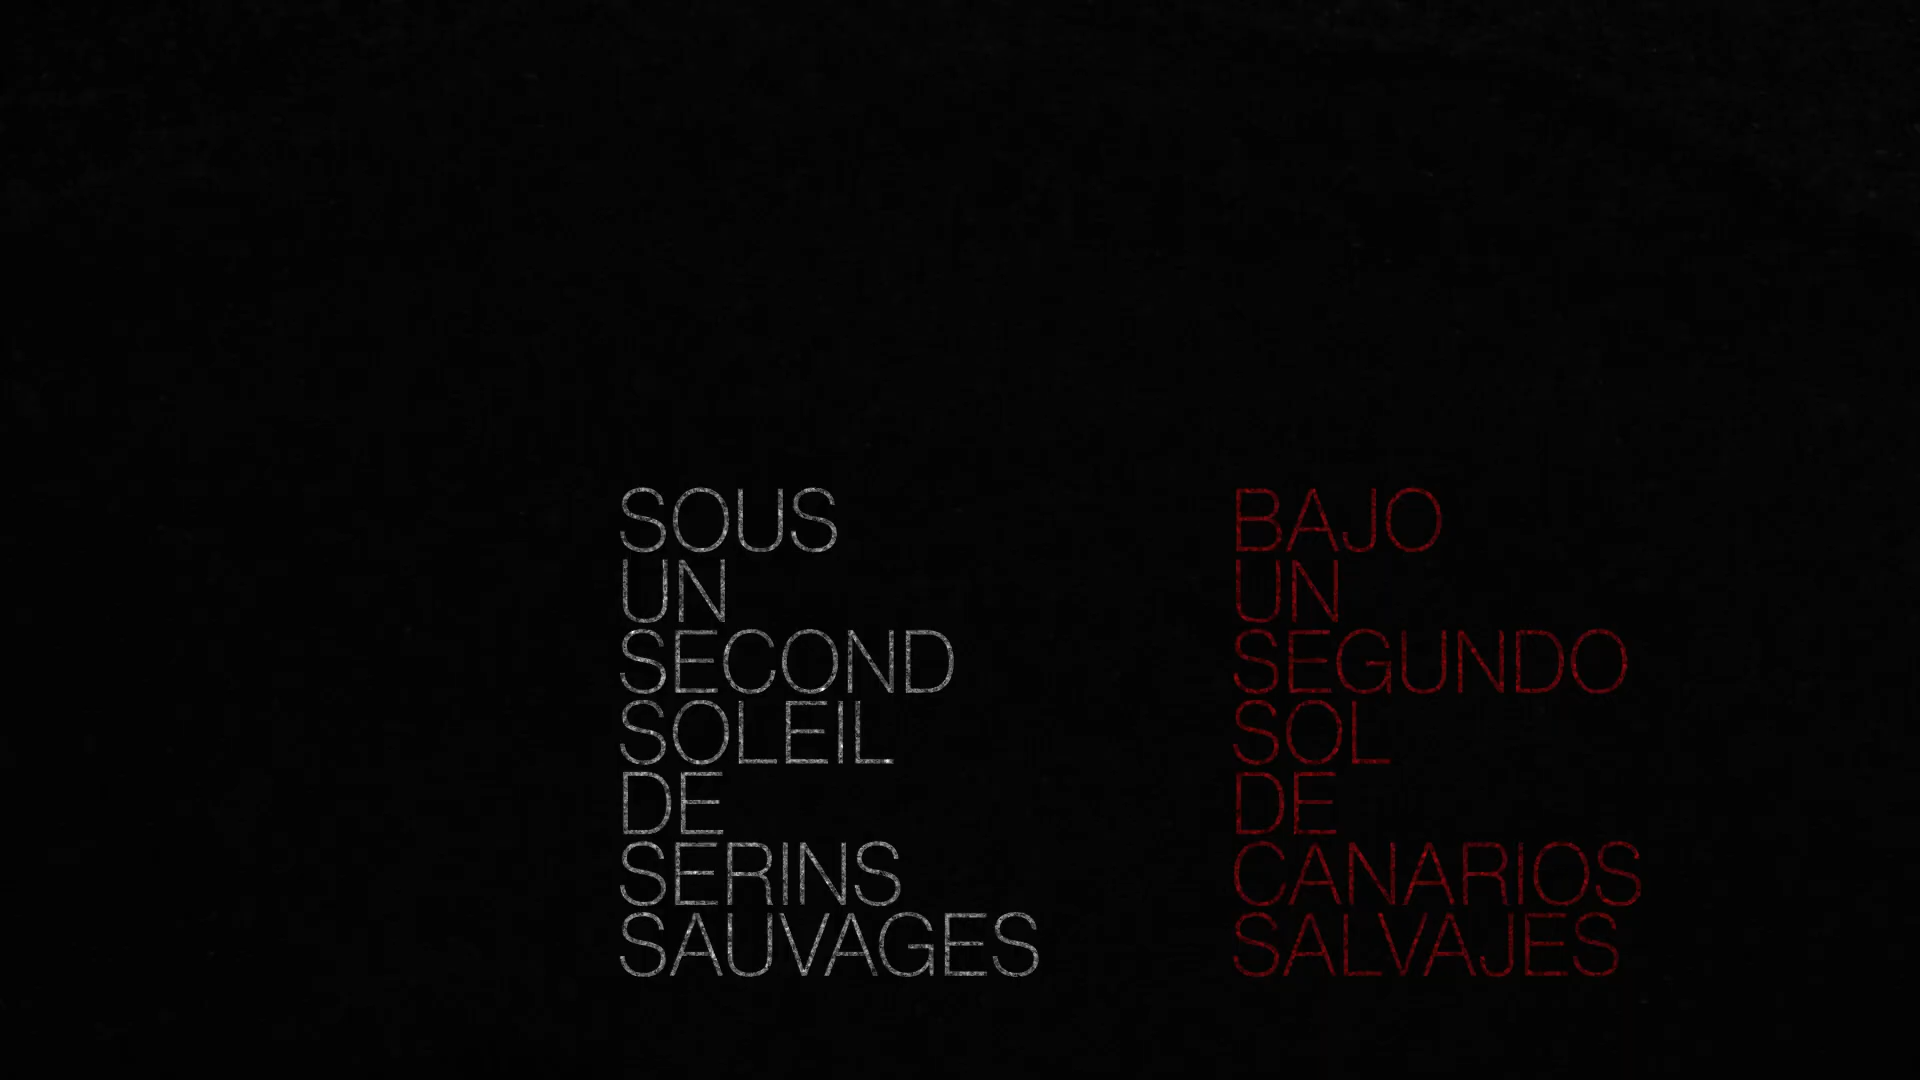 SOUS
UN
SECOND
SOLEIL
DE
SERINS
SAUVAGES
BAJO
UN
SEGUNDO
SOL
DE
CANARIOS
SALVAJES